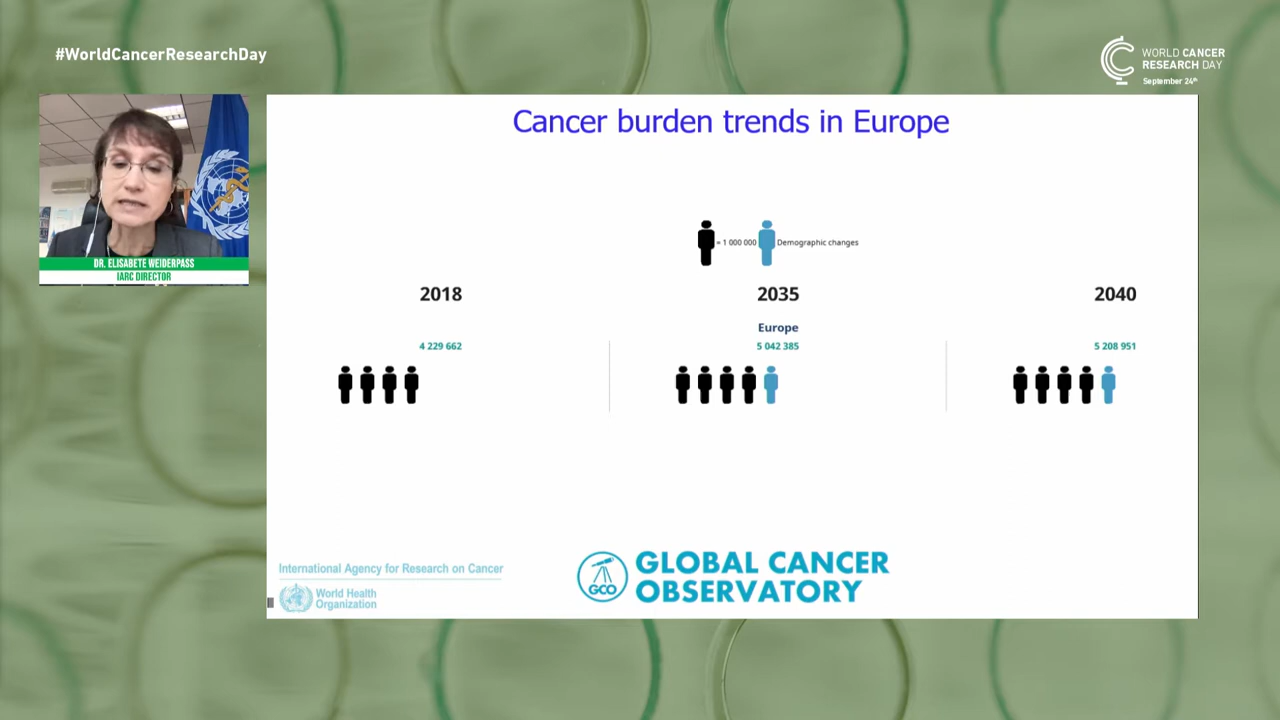 #WorldCancerResearchDay
WORLD CANCER
RESEARCH DAY
September 24th
DR. ELISABETE WEIDERPASS
IARC DIRECTOR
Cancer burden trends in Europe
= 1 000 000 Demographic changes
2018 2035 2040
Europe
4 229 662 5 042 385 5 208 951
International Agency for Research on Cancer
World Health
Organization
GCO
GLOBAL CANCER
OBSERVATORY